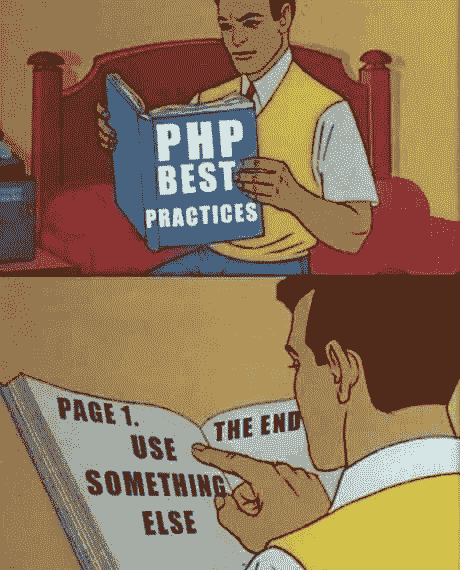 PHP
BEST
PRACTICES
PAGE 1.
USE
SOMETHING
ELSE
THE END